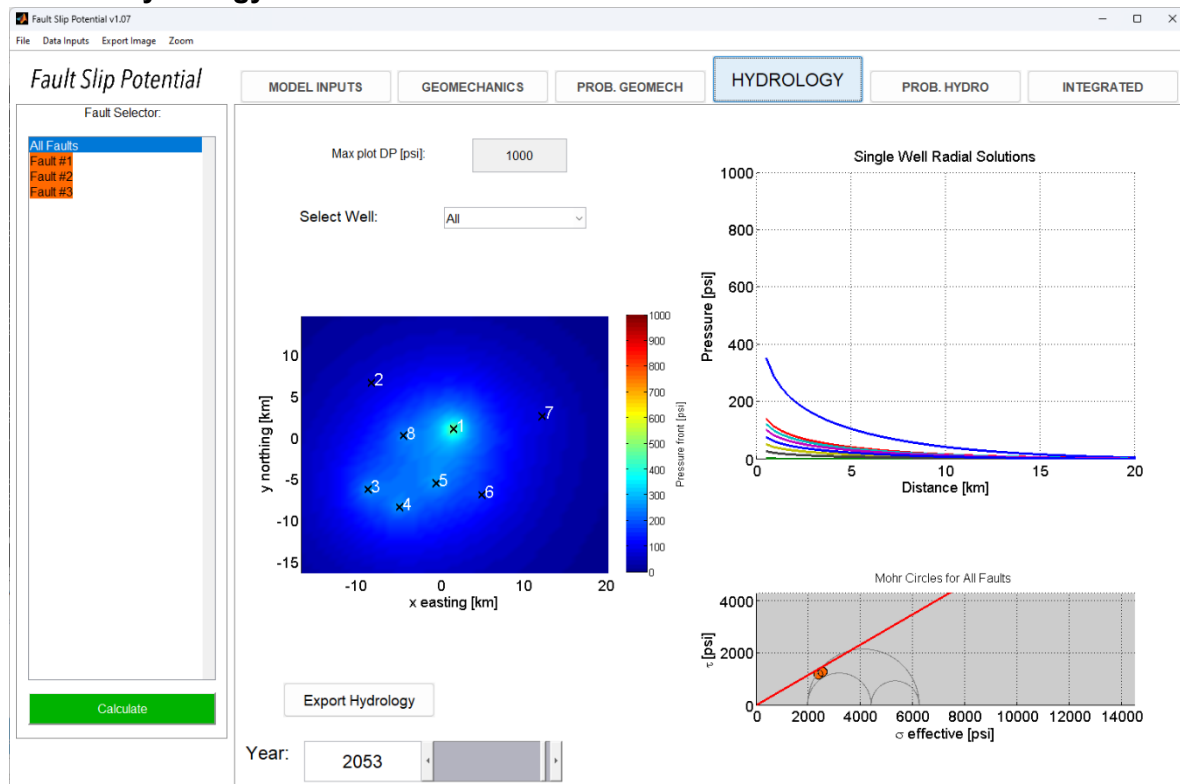 Fault Slip Potential v1.07
File Data Inputs Export Image Zoom
Fault Slip Potential
MODEL INPUTS
GEOMECHANICS
PROB. GEOMECH
HYDROLOGY
PROB. HYDRO
INTEGRATED
Fault Selector:
All Faults
Fault #1
Fault #2
Fault #3
Calculate
Max plot DP [psi]: 1000
Select Well: All
10
5
0
-5
-10
-15
y northing [km]
-10 0 10 20
x easting [km]
2
7
1
8
5
3
6
4
1000
900
800
700
600
500
400
300
200
100
0
Pressure front [psi]
Export Hydrology
Year: 2053
Single Well Radial Solutions
1000
800
600
400
200
0
Pressure [psi]
0 5 10 15 20
Distance [km]
Mohr Circles for All Faults
4000
2000
0
τ [psi]
0 2000 4000 6000 8000 10000 12000 14000
σ effective [psi]